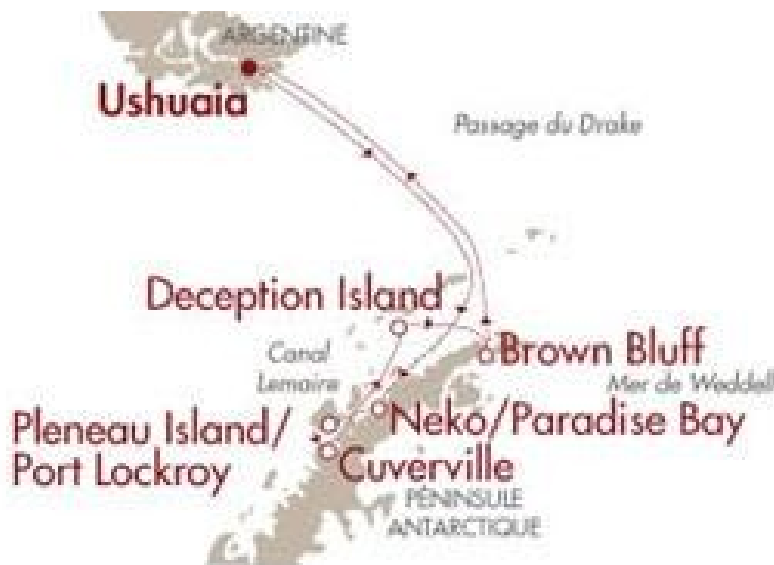 ARGENTINE
Ushuaia
Passage du Drake
Deception Island
Canal
Lemaire
Brown Bluff
Mer de Weddell
Neko/Paradise Bay
Pleneau Island/
Port Lockroy
Cuverville
PÉNINSULE
ANTARCTIQUE